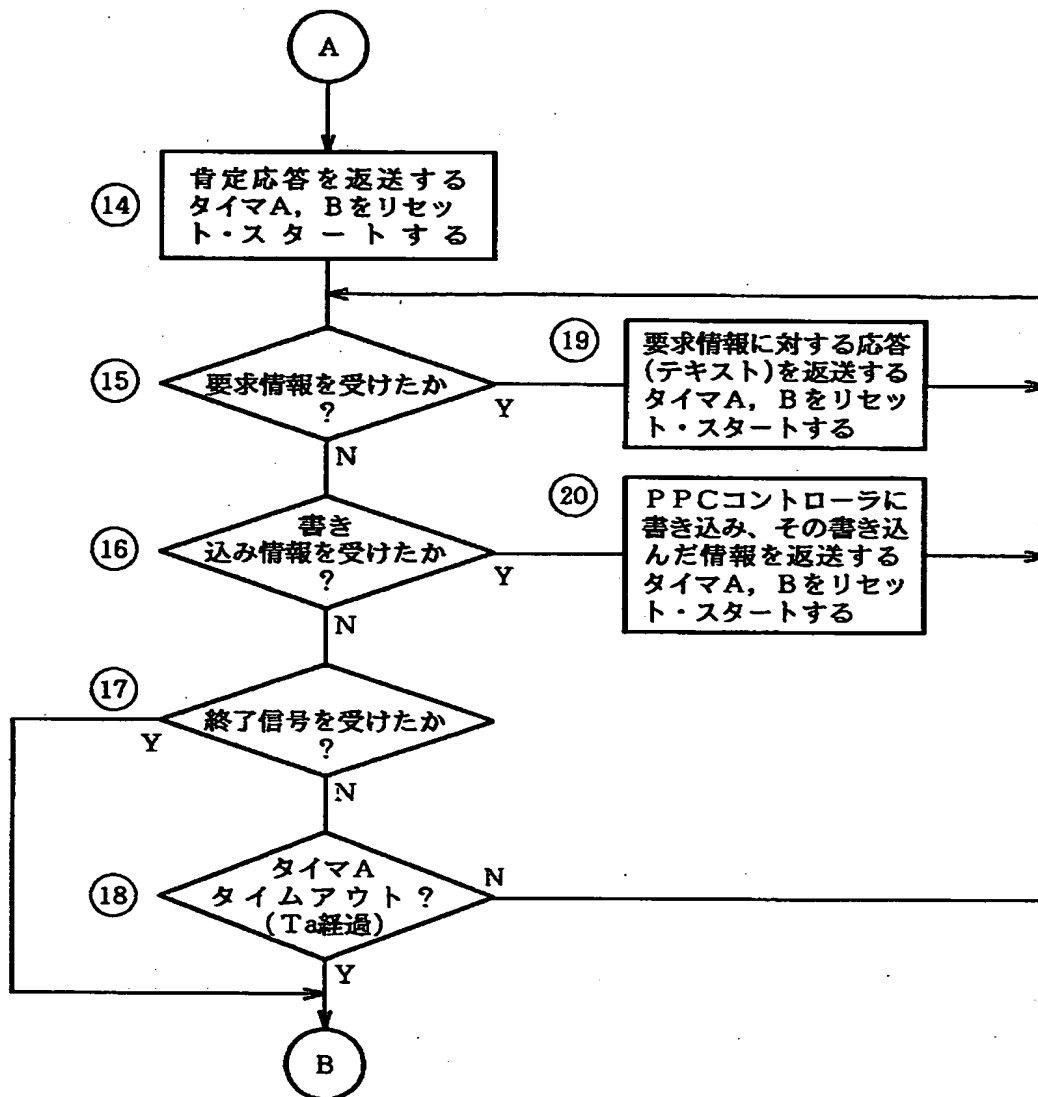 A
14
肯定応答を返送する
タイマA，Bをリセッ
ト・スタートする
15
要求情報を受けたか
？
Y
N
19
要求情報に対する応答
(テキスト)を返送する
タイマA，Bをリセッ
ト・スタートする
16
書き
込み情報を受けたか
？
Y
N
20
PPCコントローラに
書き込み、その書き込
んだ情報を返送する
タイマA，Bをリセッ
ト・スタートする
17
終了信号を受けたか
？
Y
N
18
タイマA
タイムアウト？
(Ta経過)
N
Y
B